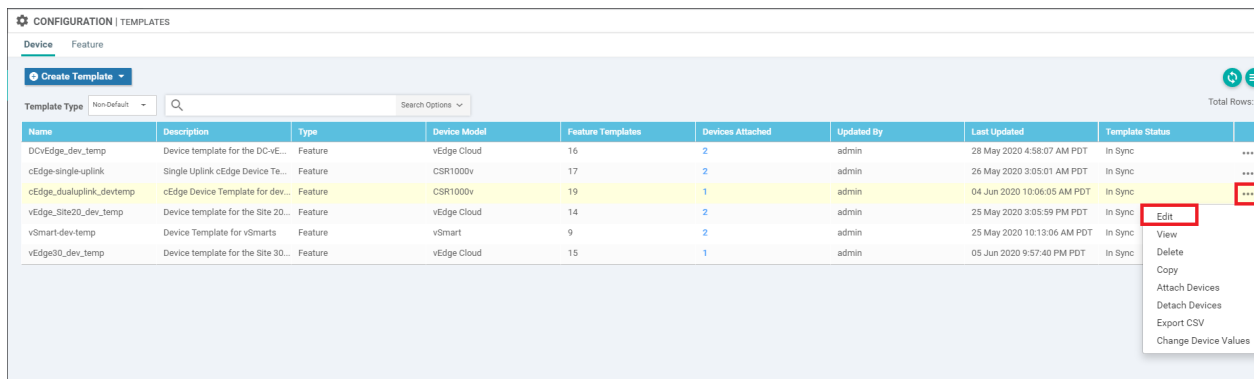 CONFIGURATION | TEMPLATES
Device Feature
Create Template
Template Type Non-Default Search Options Total Rows:
Name Description Type Device Model Feature Templates Devices Attached Updated By Last Updated Template Status
DCvEdge_dev_temp Device template for the DC-vE... Feature vEdge Cloud 16 2 admin 28 May 2020 4:58:07 AM PDT In Sync ...
cEdge-single-uplink Single Uplink cEdge Device Te... Feature CSR1000v 17 2 admin 26 May 2020 3:05:01 AM PDT In Sync ...
cEdge_dualuplink_devtemp cEdge Device Template for dev... Feature CSR1000v 19 1 admin 04 Jun 2020 10:06:05 AM PDT In Sync ...
vEdge_Site20_dev_temp Device template for the Site 20... Feature vEdge Cloud 14 2 admin 25 May 2020 3:05:59 PM PDT In Sync
vSmart-dev-temp Device Template for vSmarts Feature vSmart 9 2 admin 25 May 2020 10:13:06 AM PDT In Sync
vEdge30_dev_temp Device template for the Site 30... Feature vEdge Cloud 15 1 admin 05 Jun 2020 9:57:40 PM PDT In Sync
Edit
View
Delete
Copy
Attach Devices
Detach Devices
Export CSV
Change Device Values